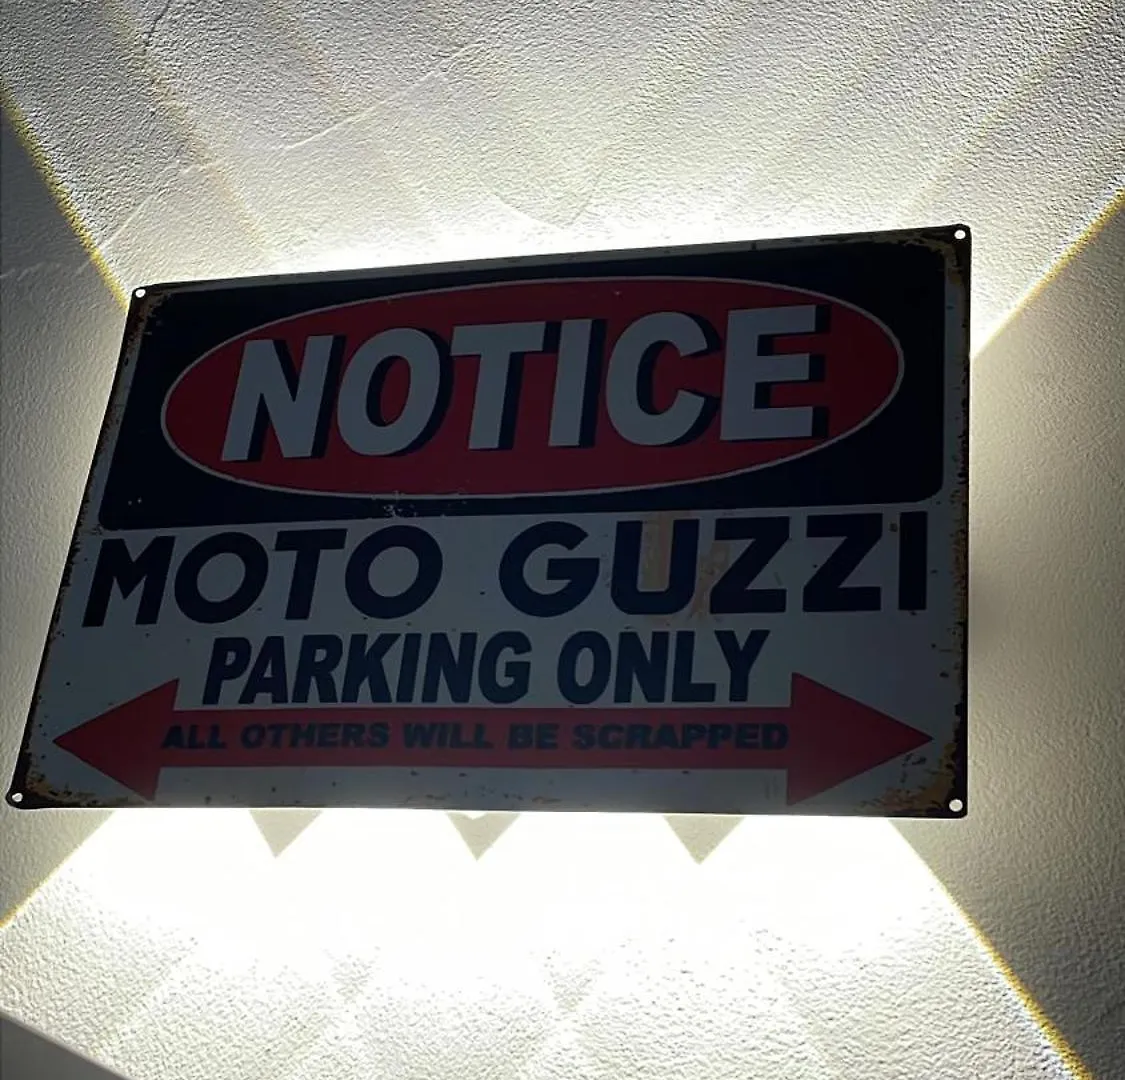 NOTICE
MOTO GUZZI
PARKING ONLY
ALL OTHERS WILL BE SCRAPPED